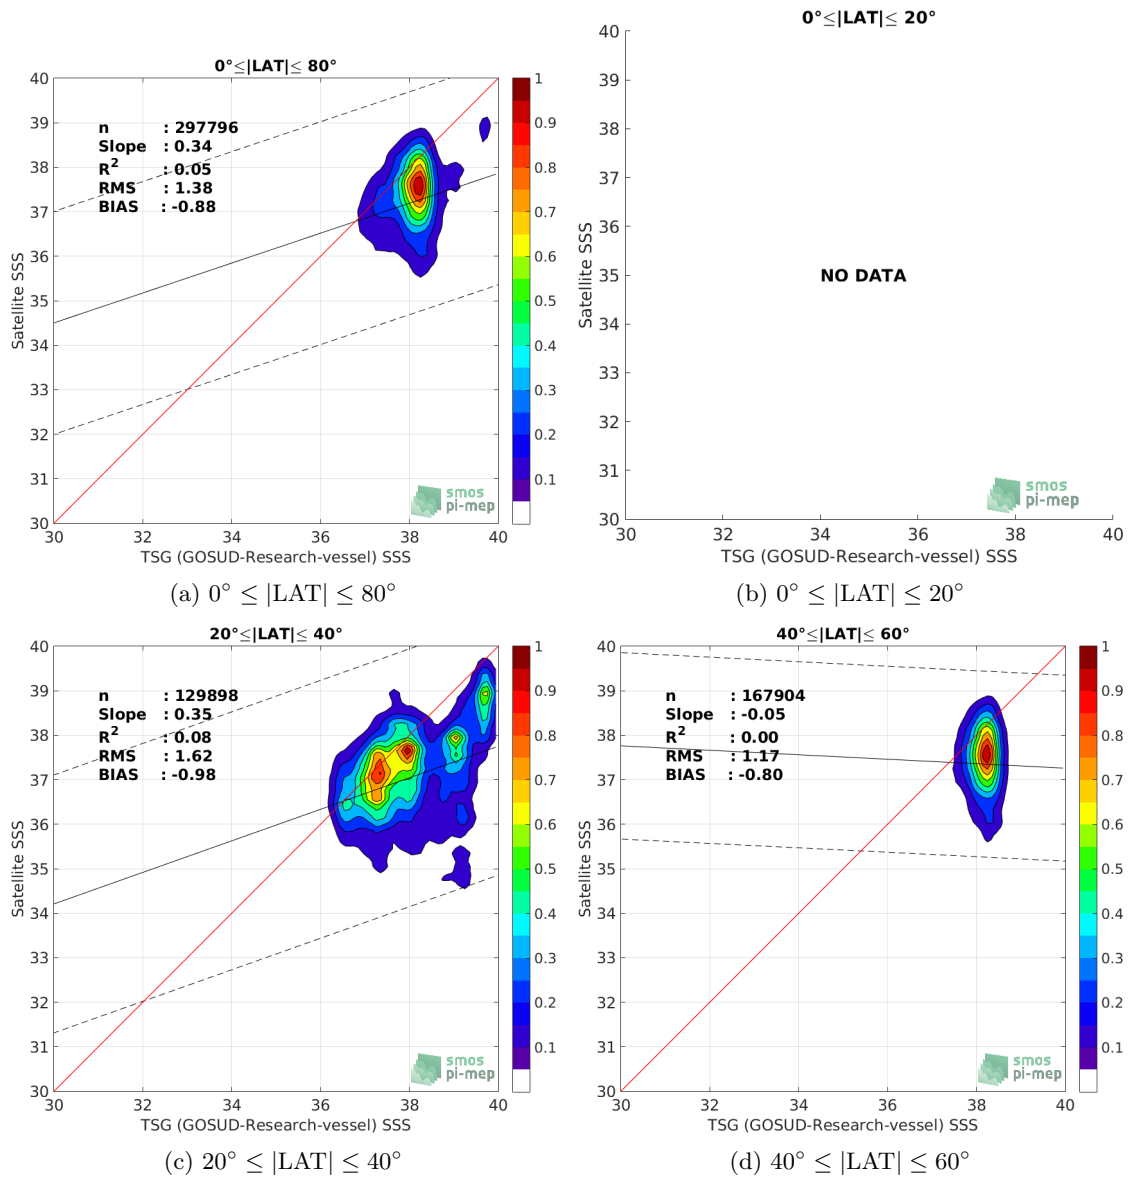 0°≤|LAT|≤ 80°
40
39
38
37
36
35
34
33
32
31
30
Satellite SSS
n : 297796
Slope : 0.34
R² : 0.05
RMS : 1.38
BIAS : -0.88
1
0.9
0.8
0.7
0.6
0.5
0.4
0.3
0.2
0.1
smos
pi-mep
30 32 34 36 38 40
TSG (GOSUD-Research-vessel) SSS
(a) 0° ≤ |LAT| ≤ 80°
0°≤|LAT|≤ 20°
40
39
38
37
36
35
34
33
32
31
30
Satellite SSS
NO DATA
smos
pi-mep
30 32 34 36 38 40
TSG (GOSUD-Research-vessel) SSS
(b) 0° ≤ |LAT| ≤ 20°
20°≤|LAT|≤ 40°
40
39
38
37
36
35
34
33
32
31
30
Satellite SSS
n : 129898
Slope : 0.35
R² : 0.08
RMS : 1.62
BIAS : -0.98
1
0.9
0.8
0.7
0.6
0.5
0.4
0.3
0.2
0.1
smos
pi-mep
30 32 34 36 38 40
TSG (GOSUD-Research-vessel) SSS
(c) 20° ≤ |LAT| ≤ 40°
40°≤|LAT|≤ 60°
40
39
38
37
36
35
34
33
32
31
30
Satellite SSS
n : 167904
Slope : -0.05
R² : 0.00
RMS : 1.17
BIAS : -0.80
1
0.9
0.8
0.7
0.6
0.5
0.4
0.3
0.2
0.1
smos
pi-mep
30 32 34 36 38 40
TSG (GOSUD-Research-vessel) SSS
(d) 40° ≤ |LAT| ≤ 60°